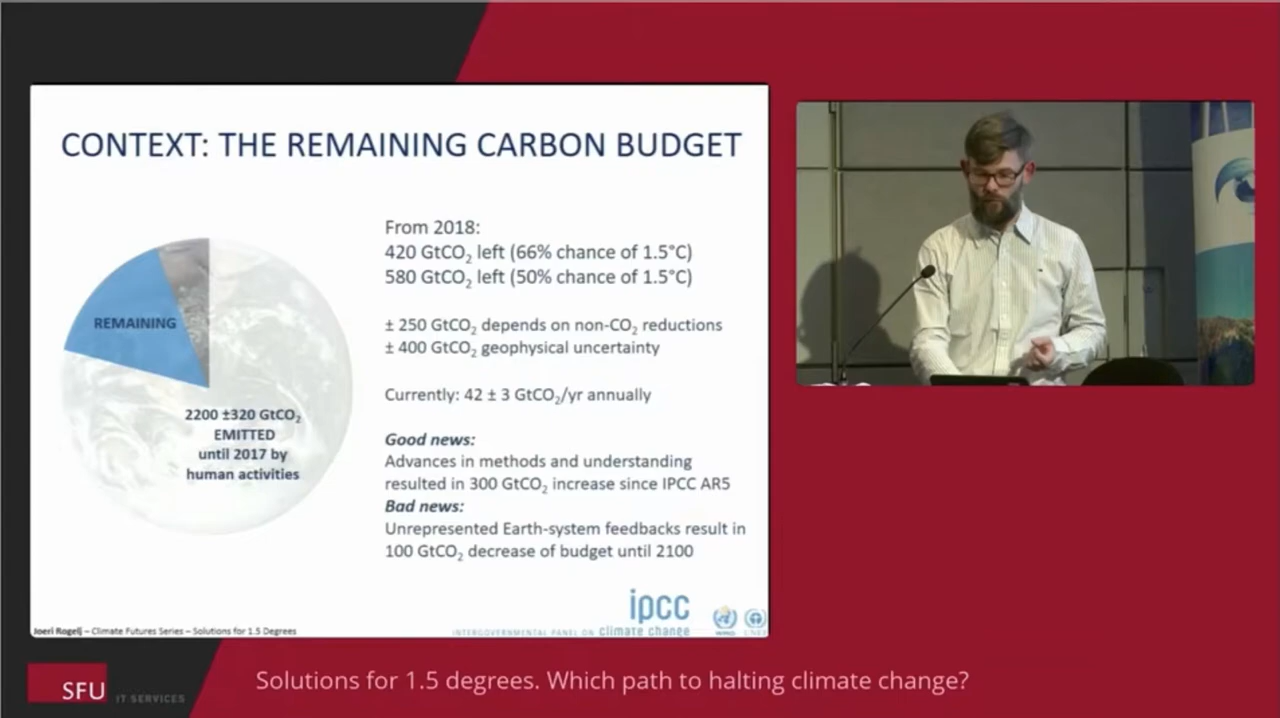 CONTEXT: THE REMAINING CARBON BUDGET
REMAINING
2200 ±320 GtCO₂
EMITTED
until 2017 by
human activities
From 2018:
420 GtCO₂ left (66% chance of 1.5°C)
580 GtCO₂ left (50% chance of 1.5°C)
± 250 GtCO₂ depends on non-CO₂ reductions
± 400 GtCO₂ geophysical uncertainty
Currently: 42 ± 3 GtCO₂/yr annually
Good news:
Advances in methods and understanding
resulted in 300 GtCO₂ increase since IPCC AR5
Bad news:
Unrepresented Earth-system feedbacks result in
100 GtCO₂ decrease of budget until 2100
Joeri Rogelj – Climate Futures Series – Solutions for 1.5 Degrees
ipcc
INTERGOVERNMENTAL PANEL ON climate change
WMO UNEP
SFU IT SERVICES
Solutions for 1.5 degrees. Which path to halting climate change?